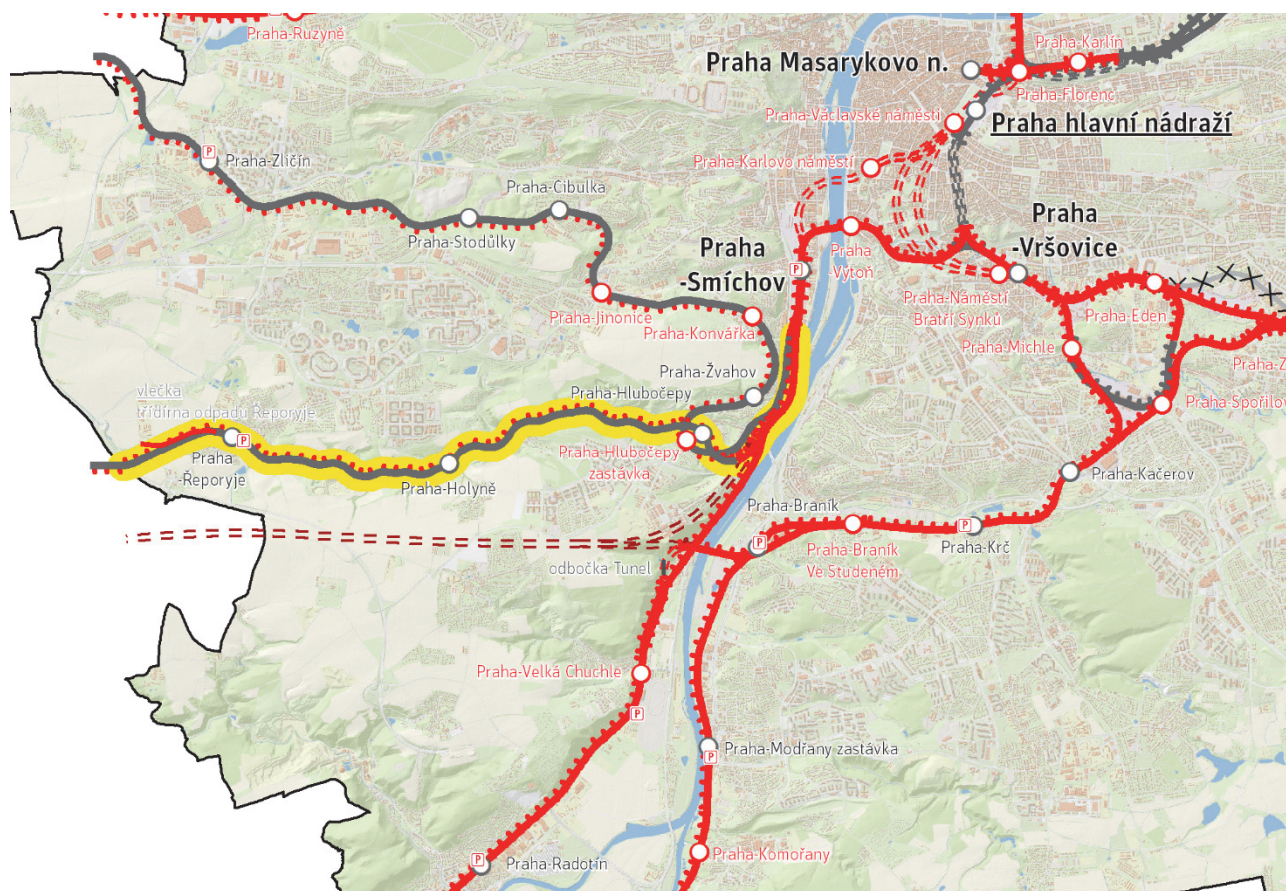 Praha-Ruzyně
Praha-Karlín
Praha Masarykovo n.
Praha-Florenc
Praha-Václavské náměstí
Praha hlavní nádraží
P
Praha-Zličín
Praha-Karlovo náměstí
Praha-Cibulka
Praha-Stodůlky
Praha
-Vršovice
Praha
-Smíchov
P
Praha
-Výtoň
Praha-Jinonice
Praha-Náměstí
Bratří Synků
Praha-Eden
Praha-Konvářka
Praha-Michle
Praha-Z
Praha-Žvahov
vlečka
třídírna odpadu Řeporyje
Praha-Hlubočepy
Praha-Spořilov
P
Praha
-Řeporyje
Praha-Hlubočepy
zastávka
Praha-Holyně
Praha-Kačerov
Praha-Braník
P
P
Praha-Braník
Ve Studeném
Praha-Krč
odbočka Tunel
Praha-Velká Chuchle
P
Praha-Modřany zastávka
P
P
Praha-Radotín
Praha-Komořany